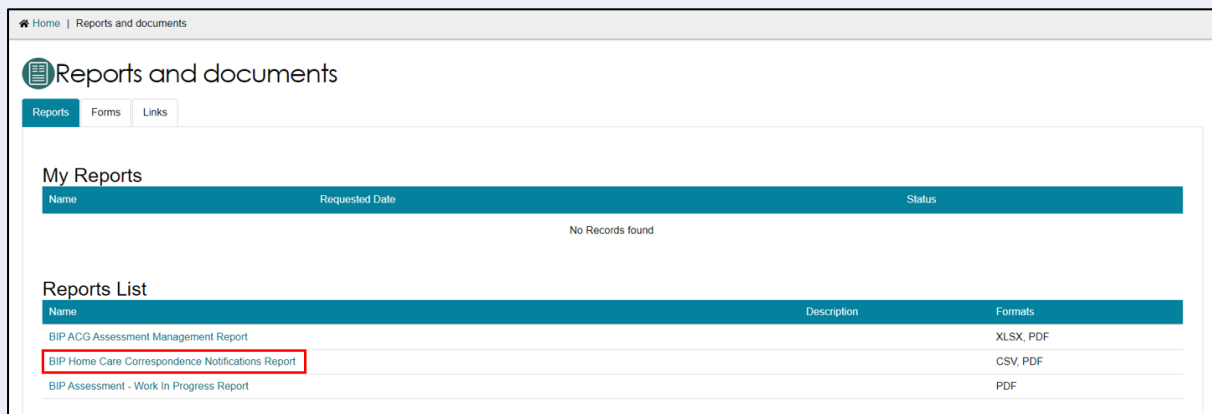 Home | Reports and documents
Reports and documents
Reports Forms Links
My Reports
Name Requested Date Status
No Records found
Reports List
Name Description Formats
BIP ACG Assessment Management Report XLSX, PDF
BIP Home Care Correspondence Notifications Report CSV, PDF
BIP Assessment - Work In Progress Report PDF